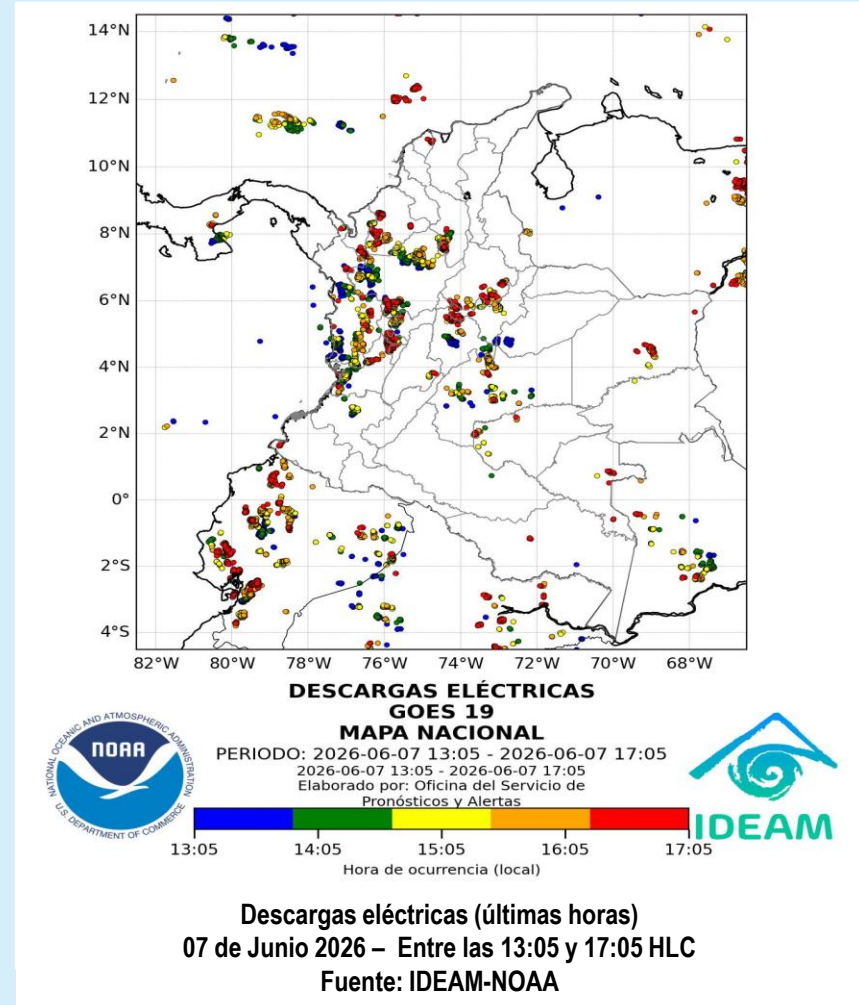 14°N
12°N
10°N
8°N
6°N
4°N
2°N
0°
2°S
4°S
82°W 80°W 78°W 76°W 74°W 72°W 70°W 68°W
DESCARGAS ELÉCTRICAS
GOES 19
MAPA NACIONAL
PERIODO: 2026-06-07 13:05 - 2026-06-07 17:05
2026-06-07 13:05 - 2026-06-07 17:05
Elaborado por: Oficina del Servicio de
Pronósticos y Alertas
NATIONAL OCEANIC AND ATMOSPHERIC ADMINISTRATION
NOAA
U.S. DEPARTMENT OF COMMERCE
IDEAM
13:05 14:05 15:05 16:05 17:05
Hora de ocurrencia (local)
Descargas eléctricas (últimas horas)
07 de Junio 2026 – Entre las 13:05 y 17:05 HLC
Fuente: IDEAM-NOAA